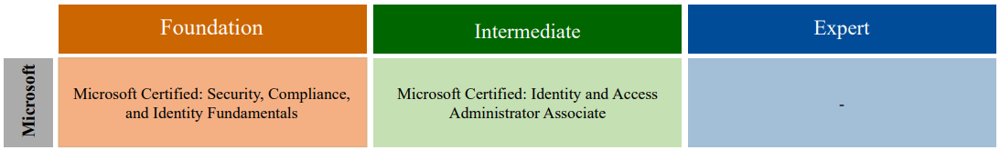 Foundation
Intermediate
Expert
Microsoft
Microsoft Certified: Security, Compliance,
and Identity Fundamentals
Microsoft Certified: Identity and Access
Administrator Associate
-